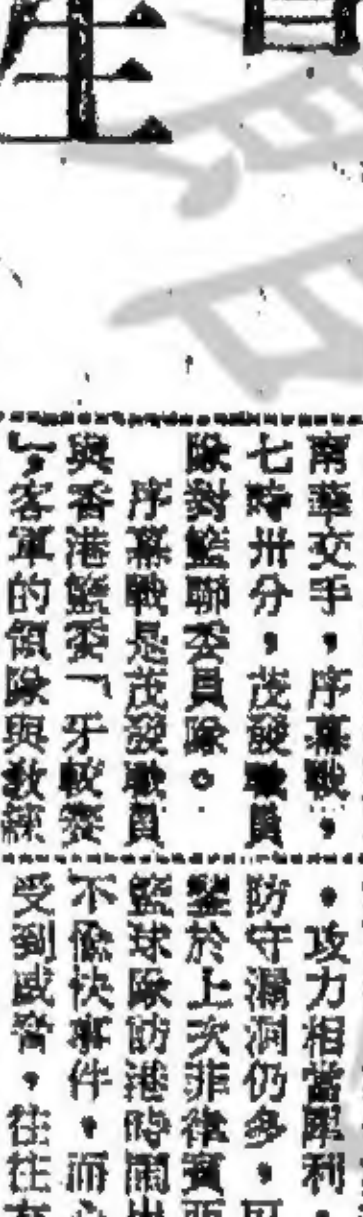 南華交手,序幕戰,
七時卅分,茂發職員
隊對籃聯委員隊。
序幕戰是茂發職員
與香港籃委「牙骹賽
」,客軍的領隊與教練
,攻力相當犀利,
防守漏洞仍多,
鑒於上次菲律賓
籃球隊訪港時鬧出
不愉快事件,而
受到威脅,往往